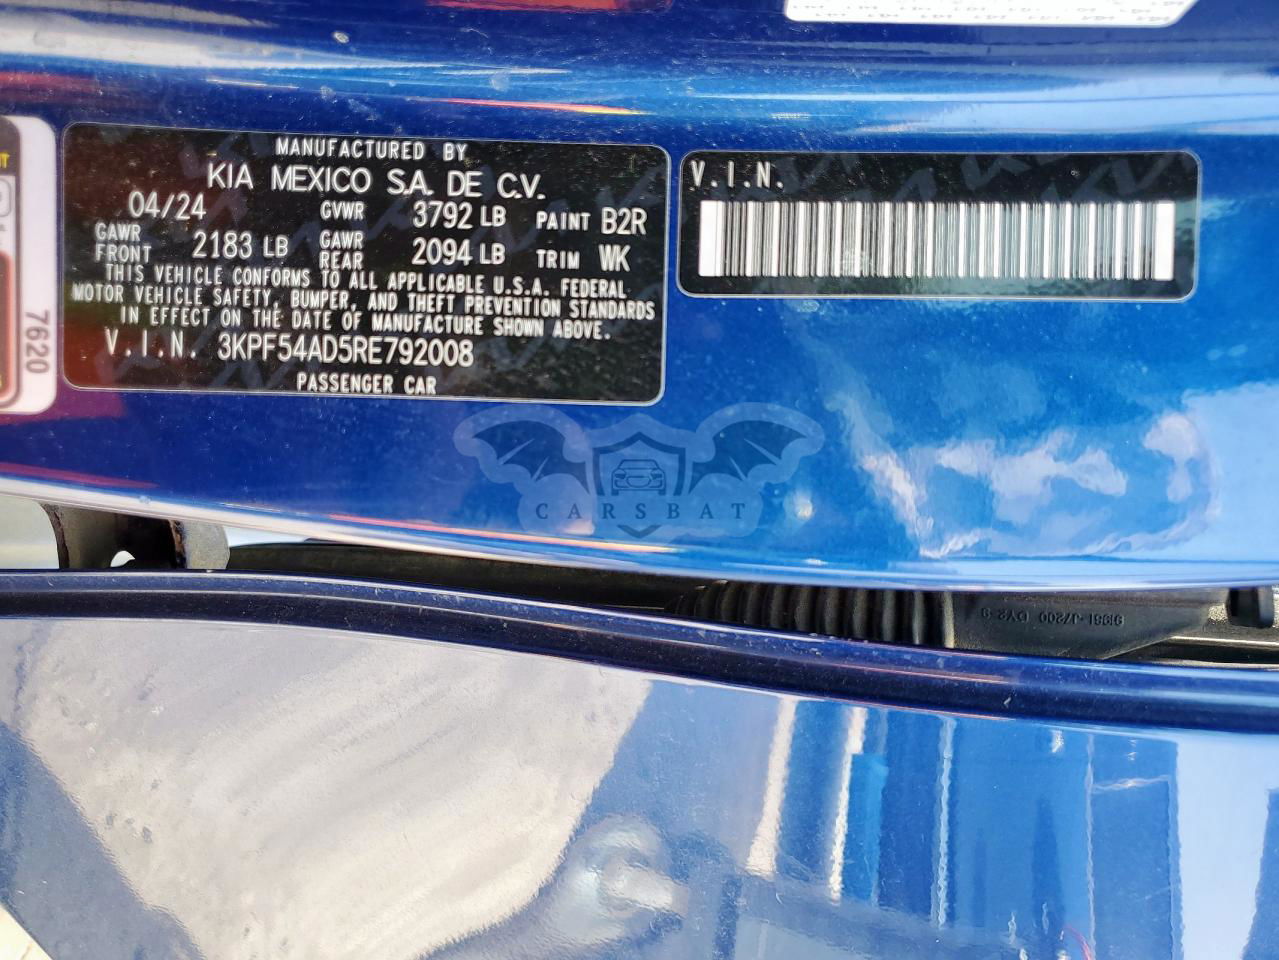 MANUFACTURED BY
KIA MEXICO S.A. DE C.V.
04/24 GVWR 3792 LB PAINT B2R
GAWR FRONT 2183 LB GAWR REAR 2094 LB TRIM WK
THIS VEHICLE CONFORMS TO ALL APPLICABLE U.S.A. FEDERAL
MOTOR VEHICLE SAFETY, BUMPER, AND THEFT PREVENTION STANDARDS
IN EFFECT ON THE DATE OF MANUFACTURE SHOWN ABOVE.
V.I.N. 3KPF54AD5RE792008
PASSENGER CAR
V.I.N.
7620
CARSBAT